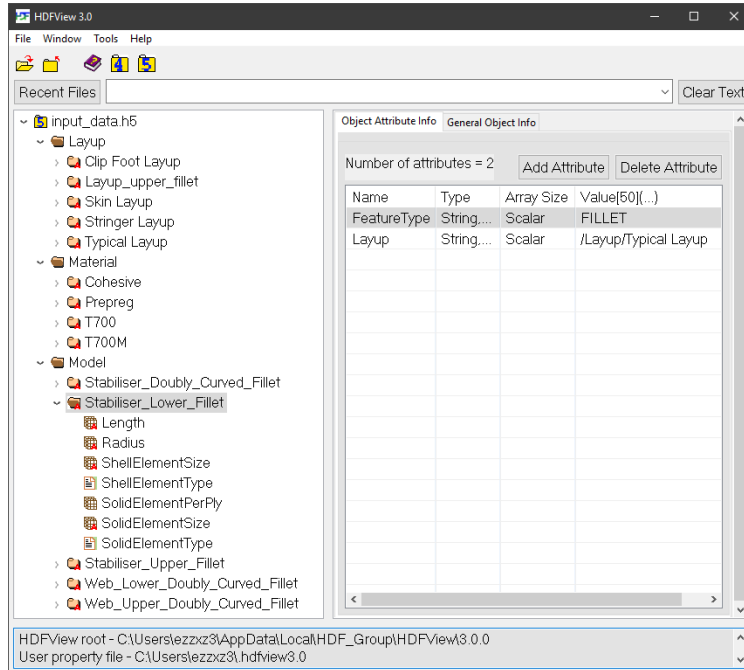 HDFView 3.0
File Window Tools Help
Recent Files
Clear Text
input_data.h5
Layup
Clip Foot Layup
Layup_upper_fillet
Skin Layup
Stringer Layup
Typical Layup
Material
Cohesive
Prepreg
T700
T700M
Model
Stabiliser_Doubly_Curved_Fillet
Stabiliser_Lower_Fillet
Length
Radius
ShellElementSize
ShellElementType
SolidElementPerPly
SolidElementSize
SolidElementType
Stabiliser_Upper_Fillet
Web_Lower_Doubly_Curved_Fillet
Web_Upper_Doubly_Curved_Fillet
Object Attribute Info General Object Info
Number of attributes = 2 Add Attribute Delete Attribute
Name Type Array Size Value[50](...)
FeatureType String,... Scalar FILLET
Layup String,... Scalar /Layup/Typical Layup
HDFView root - C:\Users\ezzxz3\AppData\Local\HDF_Group\HDFView\3.0.0
User property file - C:\Users\ezzxz3\.hdfview3.0